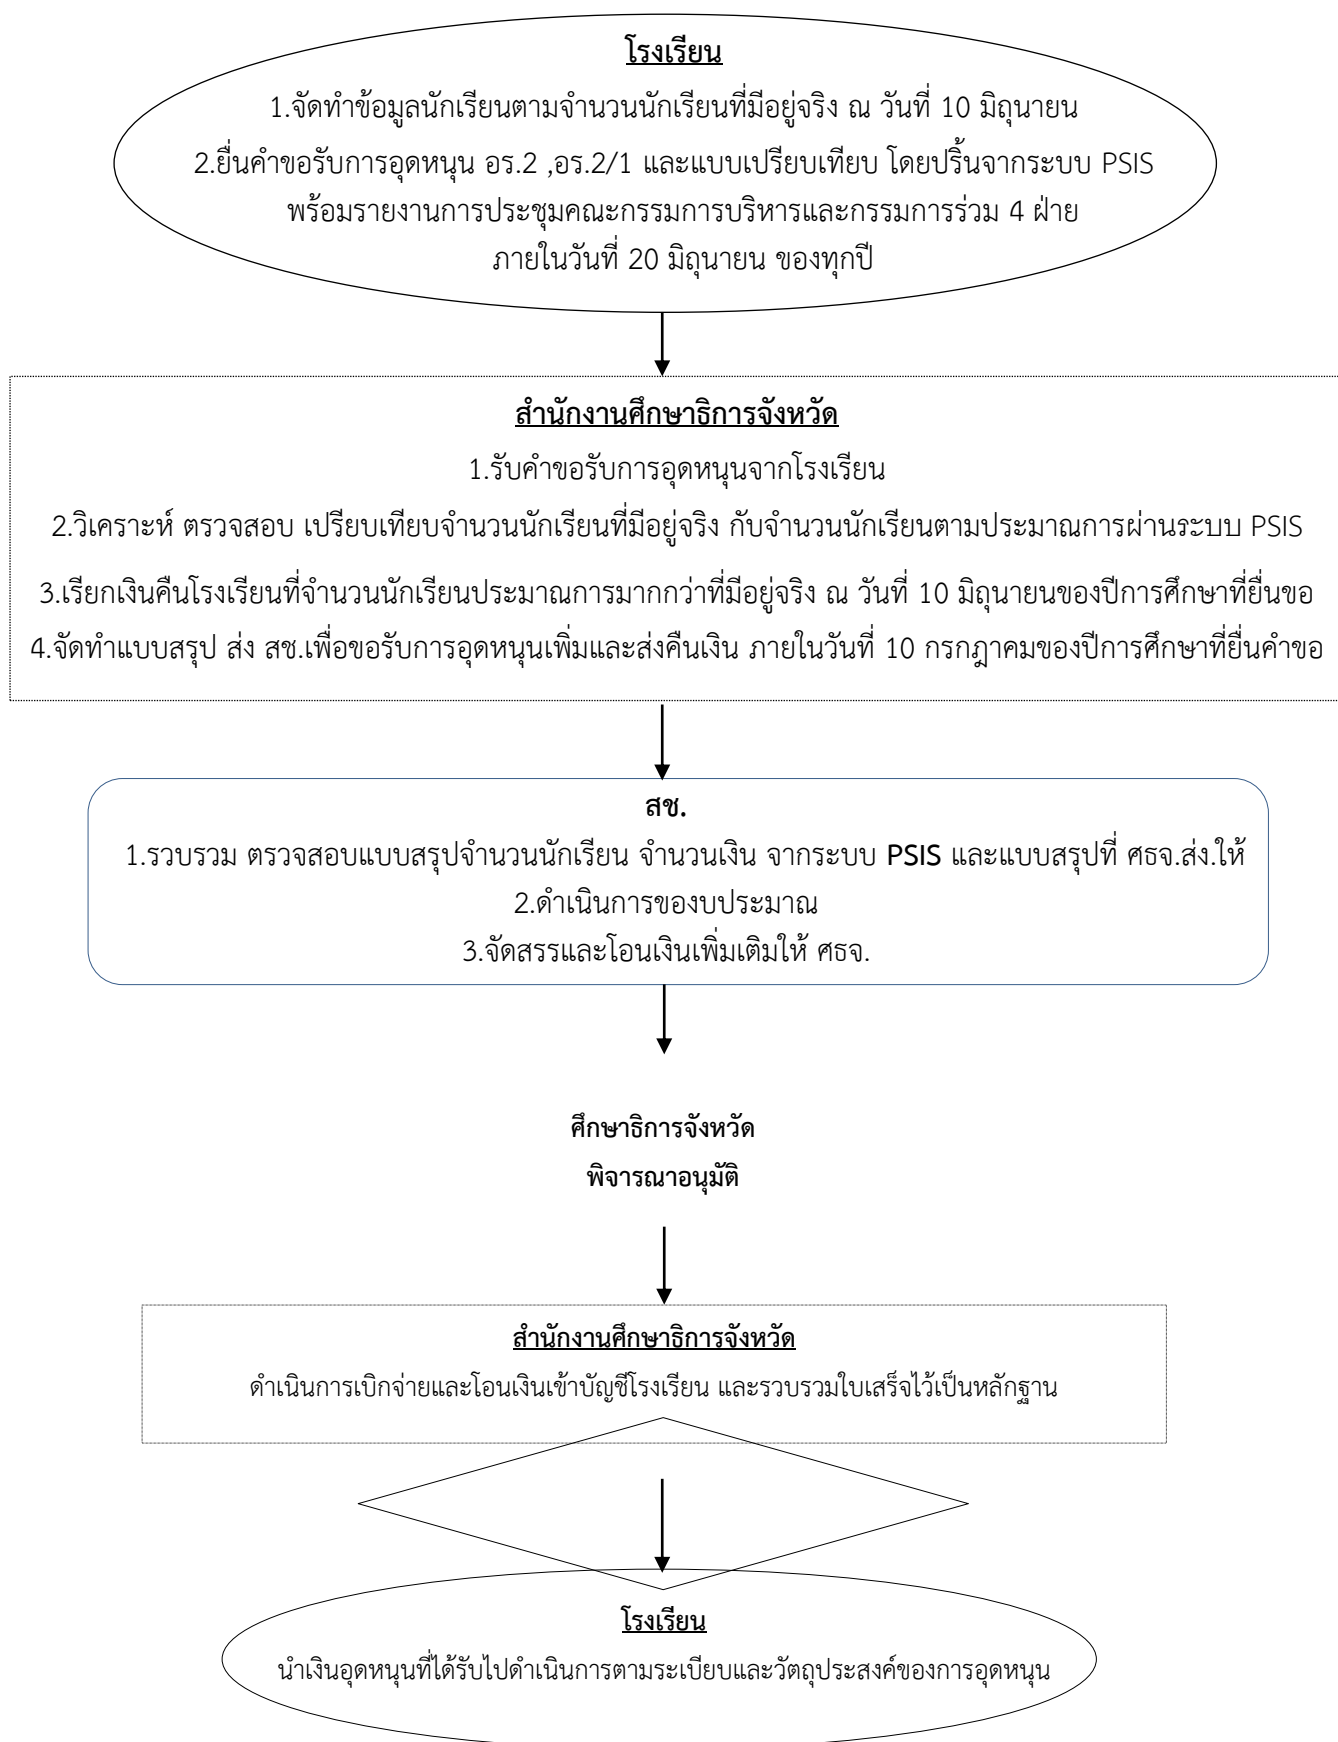 โรงเรียน
1.จัดทำข้อมูลนักเรียนตามจำนวนนักเรียนที่มีอยู่จริง ณ วันที่ 10 มิถุนายน
2.ยื่นคำขอรับการอุดหนุน อร.2 ,อร.2/1 และแบบเปรียบเทียบ โดยปริ้นจากระบบ PSIS
พร้อมรายงานการประชุมคณะกรรมการบริหารและกรรมการร่วม 4 ฝ่าย
ภายในวันที่ 20 มิถุนายน ของทุกปี
สำนักงานศึกษาธิการจังหวัด
1.รับคำขอรับการอุดหนุนจากโรงเรียน
2.วิเคราะห์ ตรวจสอบ เปรียบเทียบจำนวนนักเรียนที่มีอยู่จริง กับจำนวนนักเรียนตามประมาณการผ่านระบบ PSIS
3.เรียกเงินคืนโรงเรียนที่จำนวนนักเรียนประมาณการมากกว่าที่มีอยู่จริง ณ วันที่ 10 มิถุนายนของปีการศึกษาที่ยื่นขอ
4.จัดทำแบบสรุป ส่ง สช.เพื่อขอรับการอุดหนุนเพิ่มและส่งคืนเงิน ภายในวันที่ 10 กรกฎาคมของปีการศึกษาที่ยื่นคำขอ
สช.
1.รวบรวม ตรวจสอบแบบสรุปจำนวนนักเรียน จำนวนเงิน จากระบบ PSIS และแบบสรุปที่ ศธจ.ส่ง.ให้
2.ดำเนินการของบประมาณ
3.จัดสรรและโอนเงินเพิ่มเติมให้ ศธจ.
ศึกษาธิการจังหวัด
พิจารณาอนุมัติ
สำนักงานศึกษาธิการจังหวัด
ดำเนินการเบิกจ่ายและโอนเงินเข้าบัญชีโรงเรียน และรวบรวมใบเสร็จไว้เป็นหลักฐาน
โรงเรียน
นำเงินอุดหนุนที่ได้รับไปดำเนินการตามระเบียบและวัตถุประสงค์ของการอุดหนุน